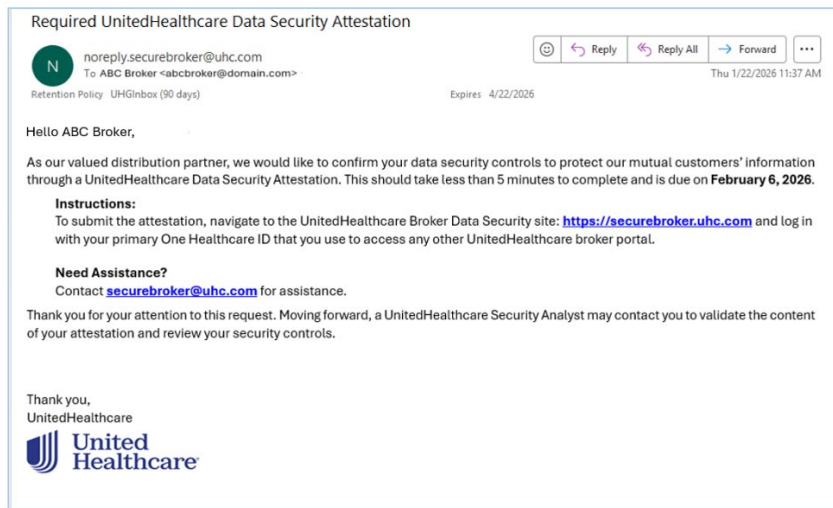 Required UnitedHealthcare Data Security Attestation
N
noreply.securebroker@uhc.com
To ABC Broker <abcbroker@domain.com>
Reply
Reply All
Forward
Thu 1/22/2026 11:37 AM
Retention Policy UHGInbox (90 days)
Expires 4/22/2026
Hello ABC Broker,
As our valued distribution partner, we would like to confirm your data security controls to protect our mutual customers' information
through a UnitedHealthcare Data Security Attestation. This should take less than 5 minutes to complete and is due on February 6, 2026.
Instructions:
To submit the attestation, navigate to the UnitedHealthcare Broker Data Security site: https://securebroker.uhc.com and log in
with your primary One Healthcare ID that you use to access any other UnitedHealthcare broker portal.
Need Assistance?
Contact securebroker@uhc.com for assistance.
Thank you for your attention to this request. Moving forward, a UnitedHealthcare Security Analyst may contact you to validate the content
of your attestation and review your security controls.
Thank you,
UnitedHealthcare
United
Healthcare